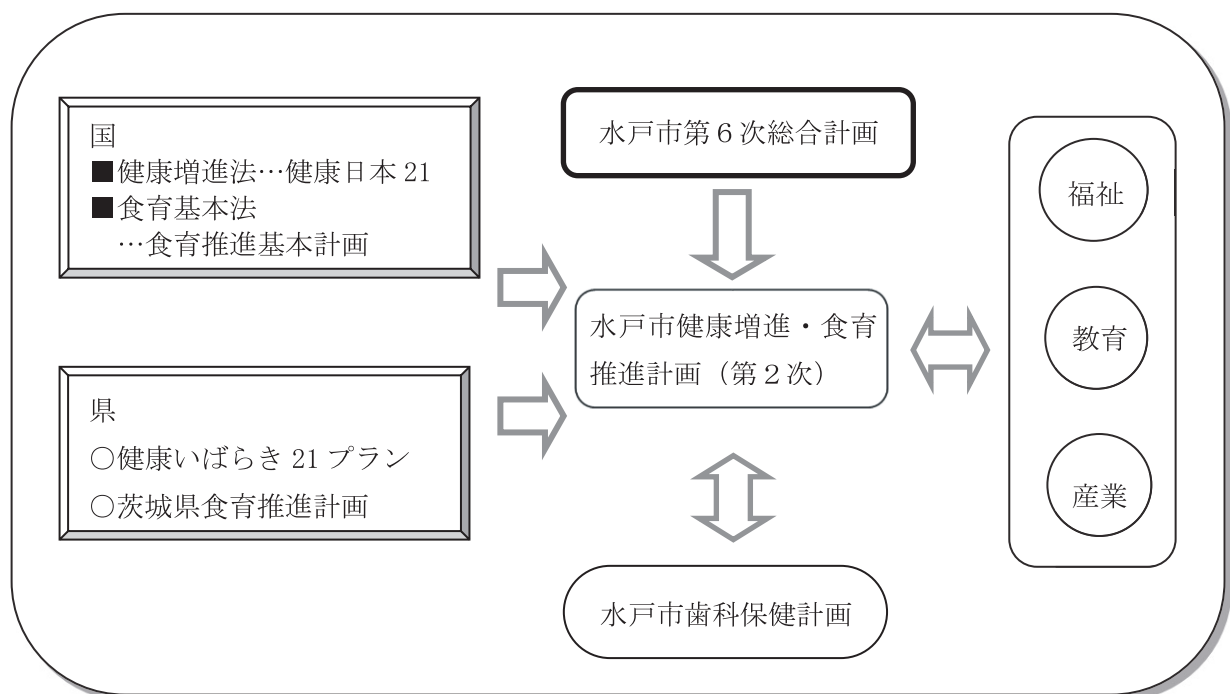 国
■健康増進法…健康日本 21
■食育基本法
…食育推進基本計画
県
○健康いばらき 21 プラン
○茨城県食育推進計画
水戸市第６次総合計画
水戸市健康増進・食育
推進計画（第２次）
水戸市歯科保健計画
福祉
教育
産業